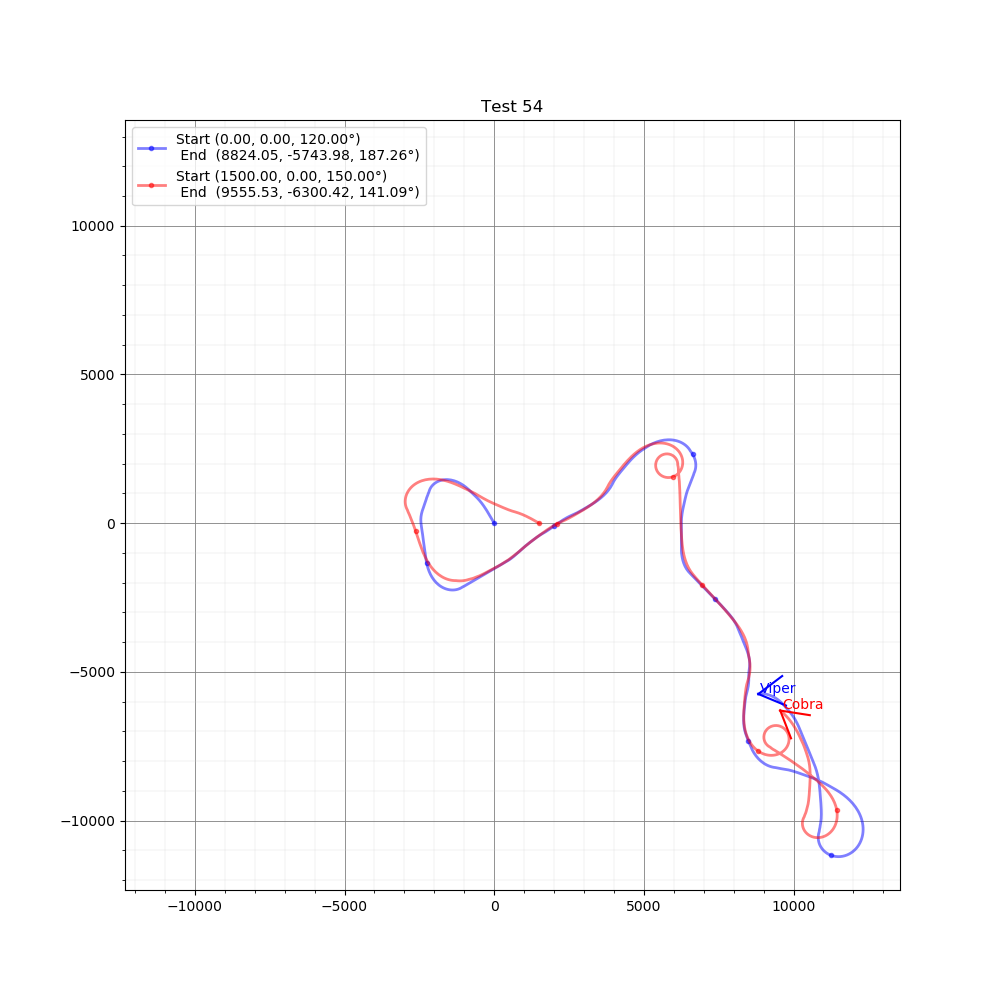 Test 54
Start (0.00, 0.00, 120.00°)
End  (8824.05, -5743.98, 187.26°)
Start (1500.00, 0.00, 150.00°)
End  (9555.53, -6300.42, 141.09°)
10000
5000
0
−5000
−10000
Viper
Cobra
−10000 −5000 0 5000 10000